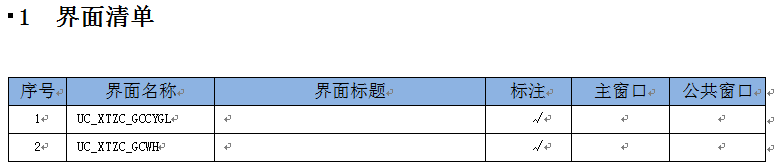 1 界面清单
序号 界面名称 界面标题 标注 主窗口 公共窗口
1 UC_XTZC_GCCYGL √
2 UC_XTZC_GCWH √